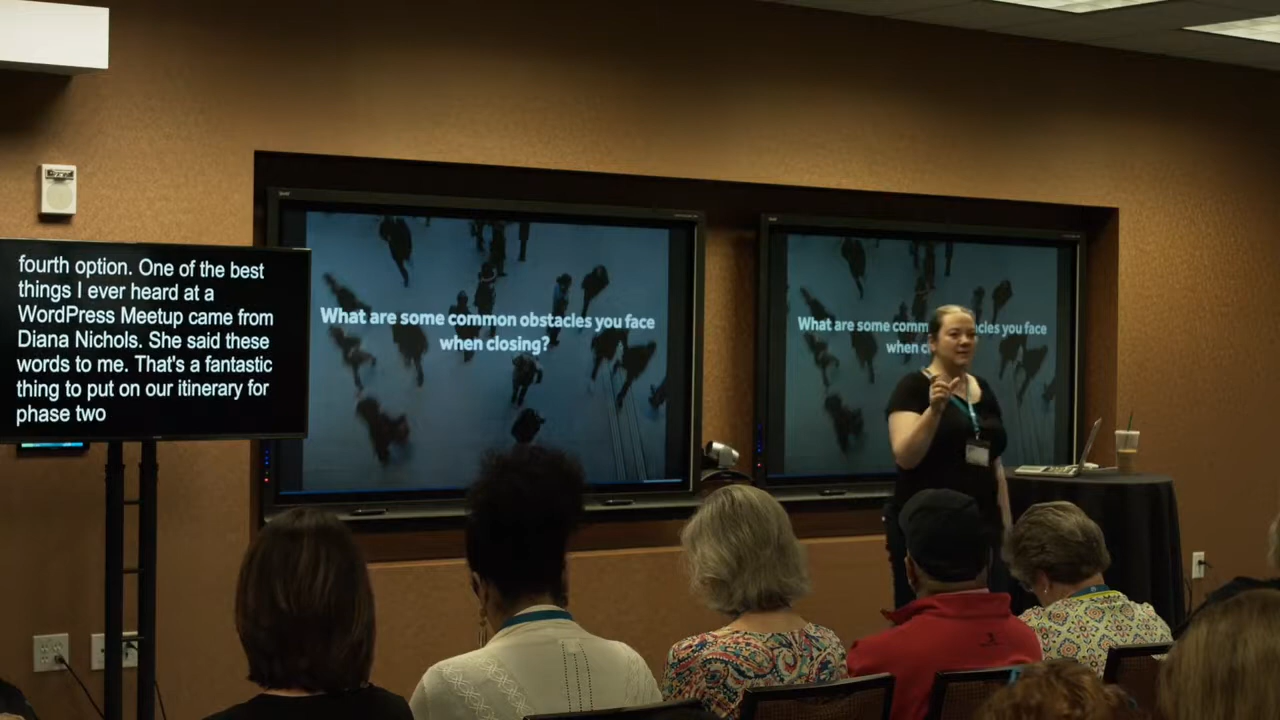 fourth option. One of the best
things I ever heard at a
WordPress Meetup came from
Diana Nichols. She said these
words to me. That's a fantastic
thing to put on our itinerary for
phase two
What are some common obstacles you face
when closing?
What are some comm acles you face
when cl